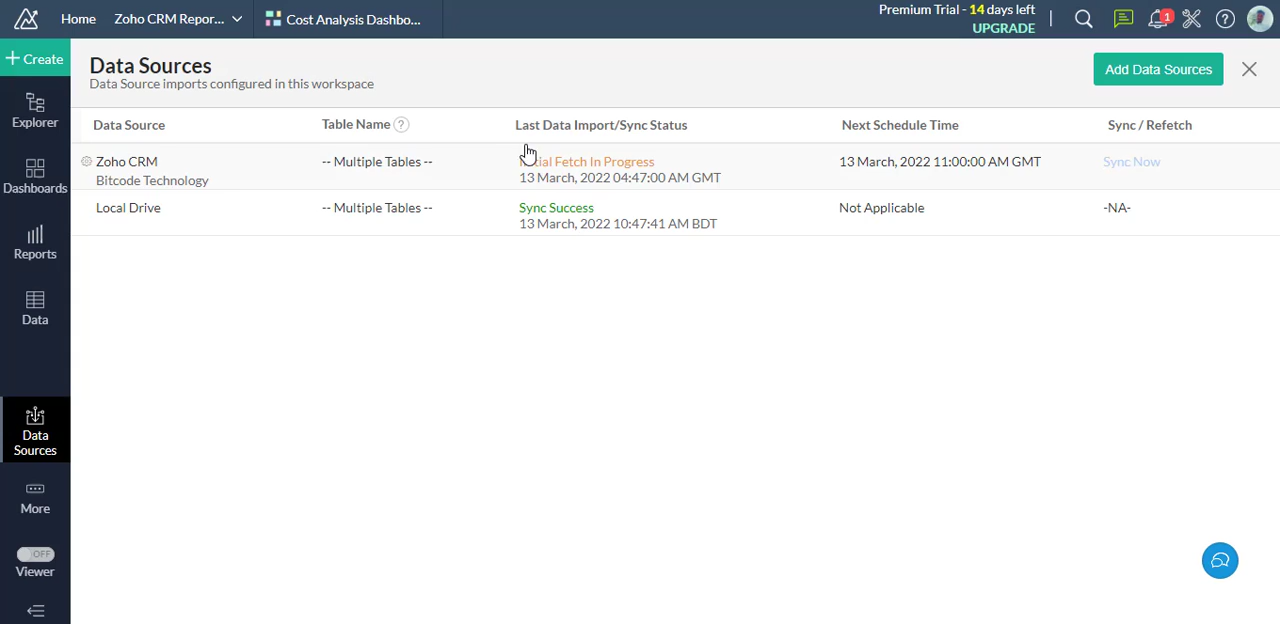 Home
Zoho CRM Repor...
Cost Analysis Dashbo...
Premium Trial - 14 days left
UPGRADE
1
Create
Data Sources
Data Source imports configured in this workspace
Add Data Sources
Explorer
Dashboards
Reports
Data
Data
Sources
More
OFF
Viewer
Data Source
Table Name ?
Last Data Import/Sync Status
Next Schedule Time
Sync / Refetch
Zoho CRM
Bitcode Technology
-- Multiple Tables --
Fetch In Progress
13 March, 2022 04:47:00 AM GMT
13 March, 2022 11:00:00 AM GMT
Sync Now
Local Drive
-- Multiple Tables --
Sync Success
13 March, 2022 10:47:41 AM BDT
Not Applicable
-NA-